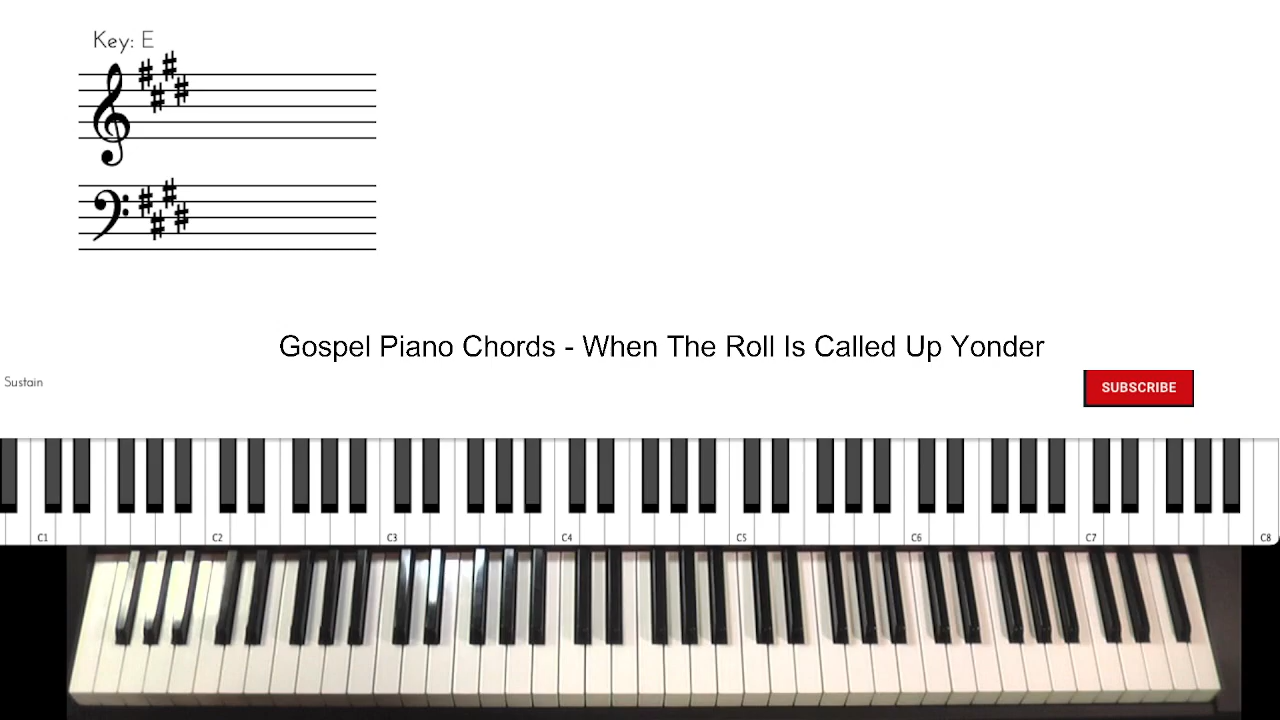 Key: E
Gospel Piano Chords - When The Roll Is Called Up Yonder
Sustain
SUBSCRIBE
C1 C2 C3 C4 C5 C6 C7 C8